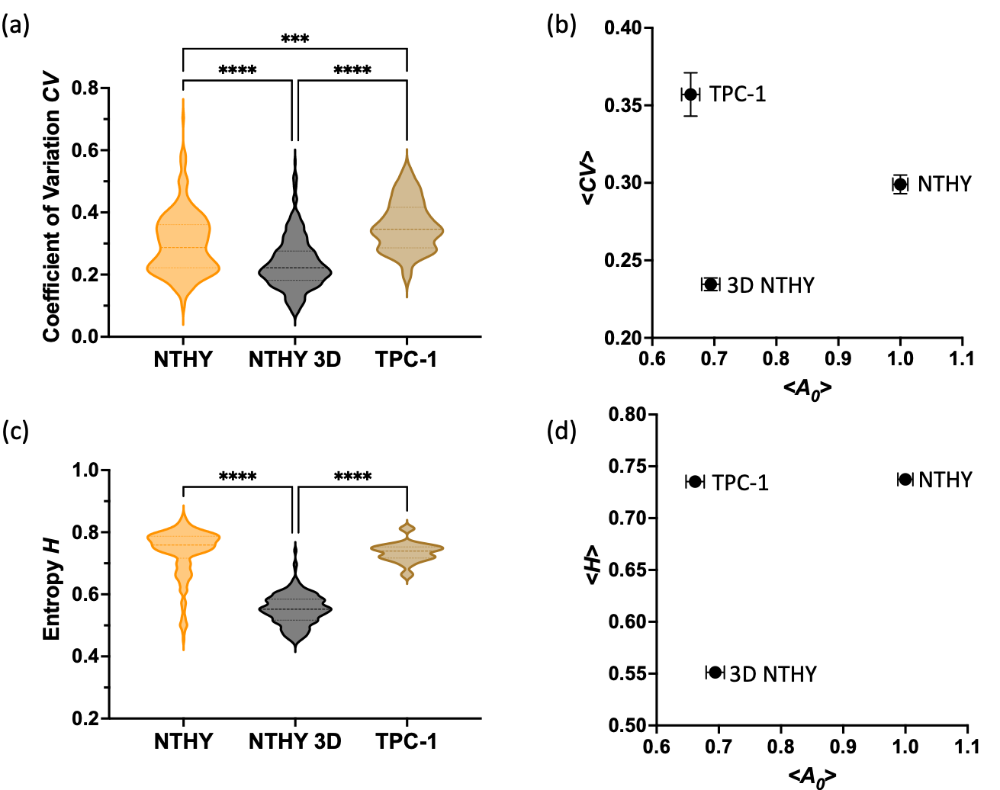 (a)
***
****
****
Coefficient of Variation CV
0.8
0.6
0.4
0.2
0.0
NTHY
NTHY 3D
TPC-1
(b)
<CV>
0.40
0.35
0.30
0.25
0.20
TPC-1
NTHY
3D NTHY
0.6
0.7
0.8
0.9
1.0
1.1
<A0>
(c)
****
****
Entropy H
1.0
0.8
0.6
0.4
0.2
NTHY
NTHY 3D
TPC-1
(d)
<H>
0.80
0.75
0.70
0.65
0.60
0.55
0.50
TPC-1
NTHY
3D NTHY
0.6
0.7
0.8
0.9
1.0
1.1
<A0>